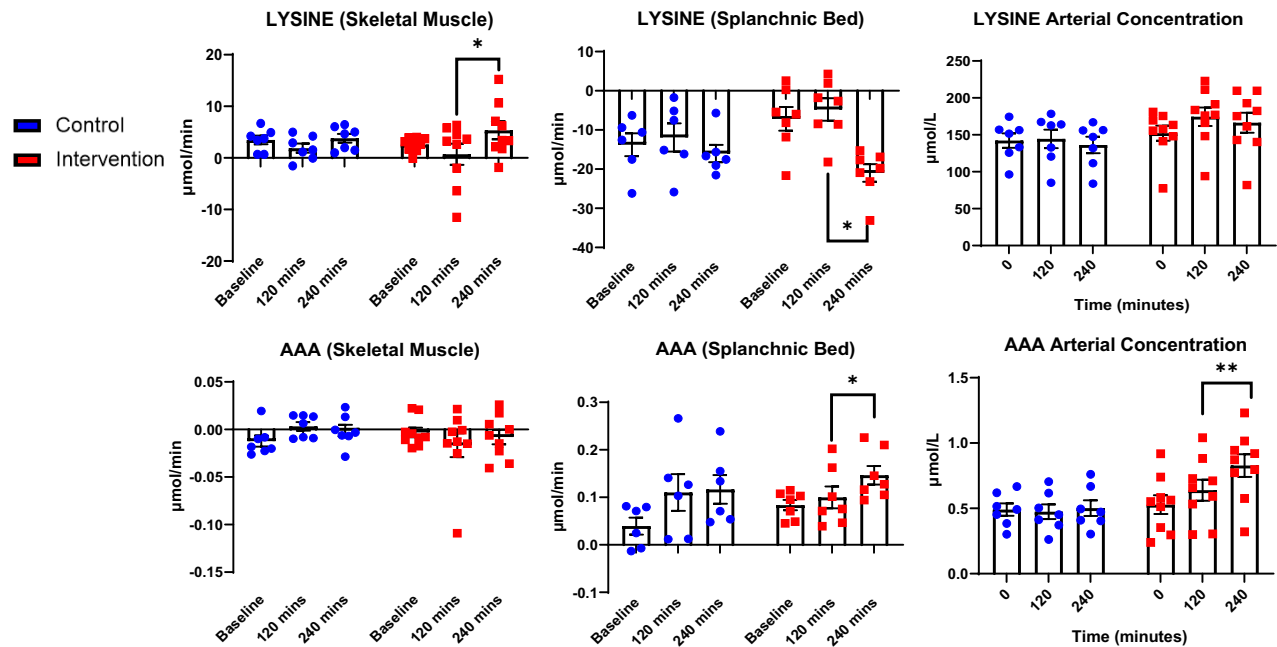 Control
Intervention
LYSINE (Skeletal Muscle)
μmol/min
20
10
0
-10
-20
*
Baseline
120 mins
240 mins
Baseline
120 mins
240 mins
LYSINE (Splanchnic Bed)
μmol/min
10
0
-10
-20
-30
-40
*
Baseline
120 mins
240 mins
Baseline
120 mins
240 mins
LYSINE Arterial Concentration
μmol/L
250
200
150
100
50
0
0
120
240
0
120
240
Time (minutes)
AAA (Skeletal Muscle)
μmol/min
0.05
0.00
-0.05
-0.10
-0.15
Baseline
120 mins
240 mins
Baseline
120 mins
240 mins
AAA (Splanchnic Bed)
μmol/min
0.3
0.2
0.1
0.0
-0.1
*
Baseline
120 mins
240 mins
Baseline
120 mins
240 mins
AAA Arterial Concentration
μmol/L
1.5
1.0
0.5
0.0
**
0
120
240
0
120
240
Time (minutes)